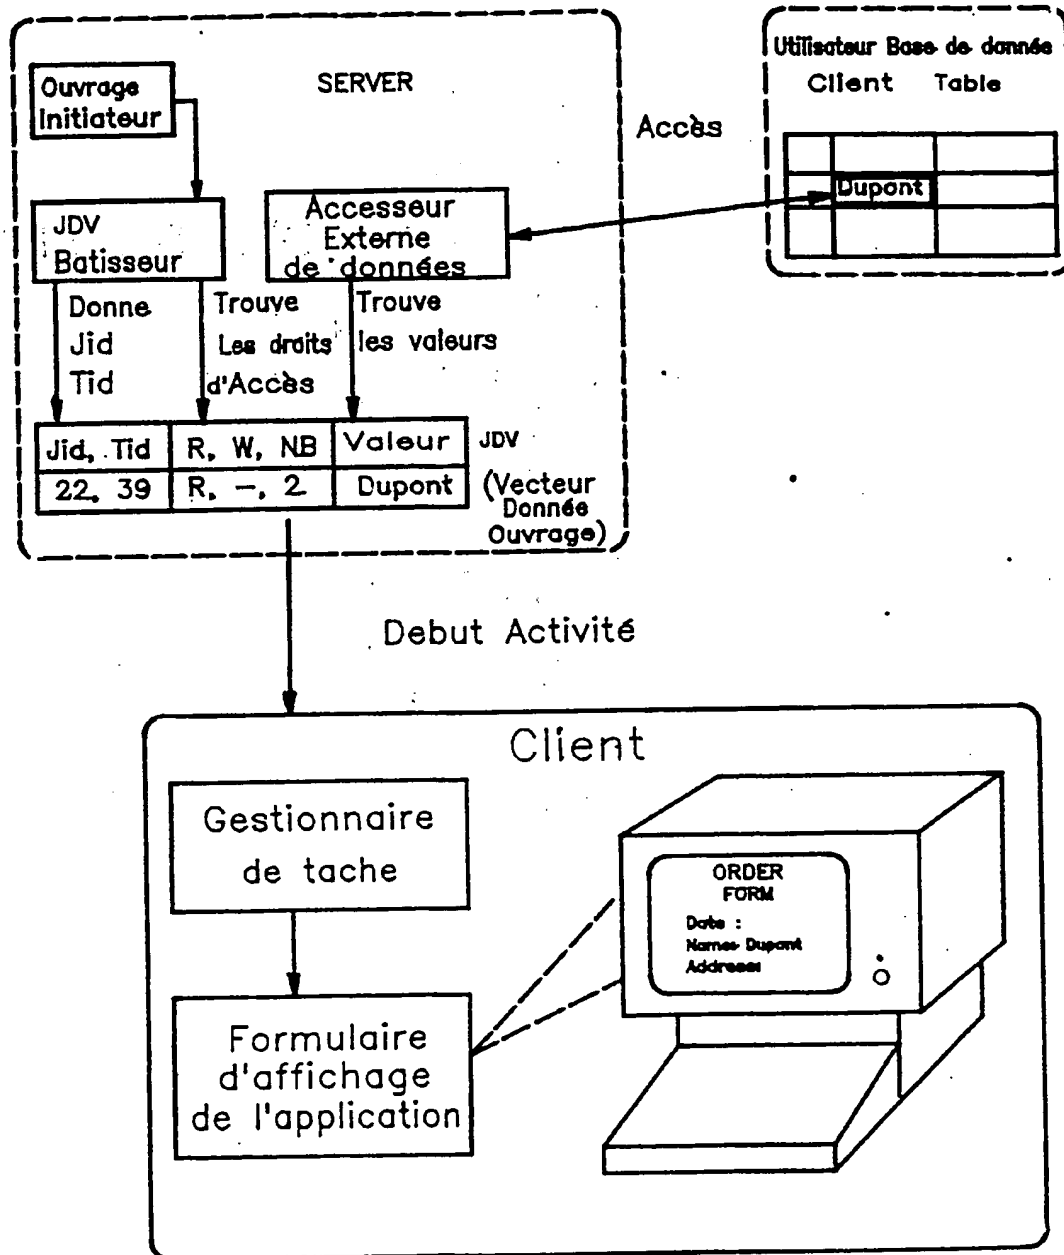 Ouvrage
Initiateur
SERVER
Accès
Utilisateur Base de donnée
Client Table
Dupont
JDV
Batisseur
Accesseur
Externe
de données
Donne
Jid
Tid
Trouve
Les droits
d'Accès
Trouve
les valeurs
Jid, Tid R, W, NB Valeur
22, 39 R, –, 2 Dupont
JDV
(Vecteur
Donnée
Ouvrage)
Debut Activité
Client
Gestionnaire
de tache
Formulaire
d'affichage
de l'application
ORDER
FORM
Date :
Name: Dupont
Address: